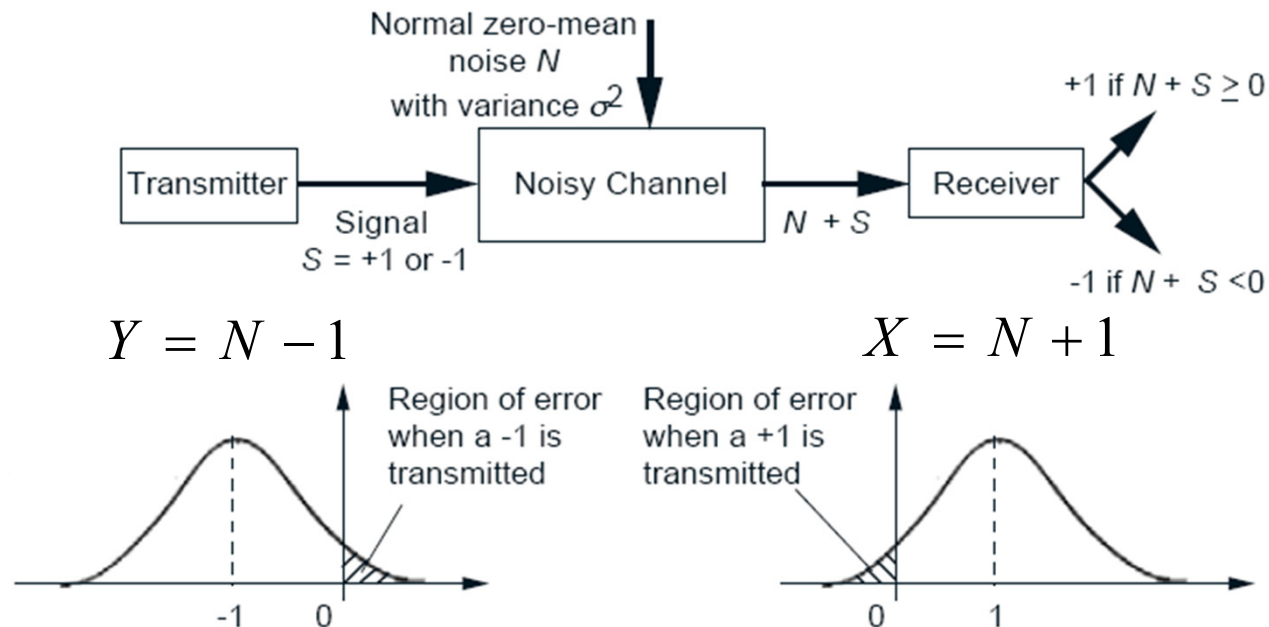 Normal zero-mean
noise N
with variance σ²
+1 if N + S ≥ 0
Transmitter
Noisy Channel
Receiver
Signal
S = +1 or -1
N + S
-1 if N + S <0
Y = N − 1
X = N + 1
Region of error
when a -1 is
transmitted
Region of error
when a +1 is
transmitted
-1 0
0 1